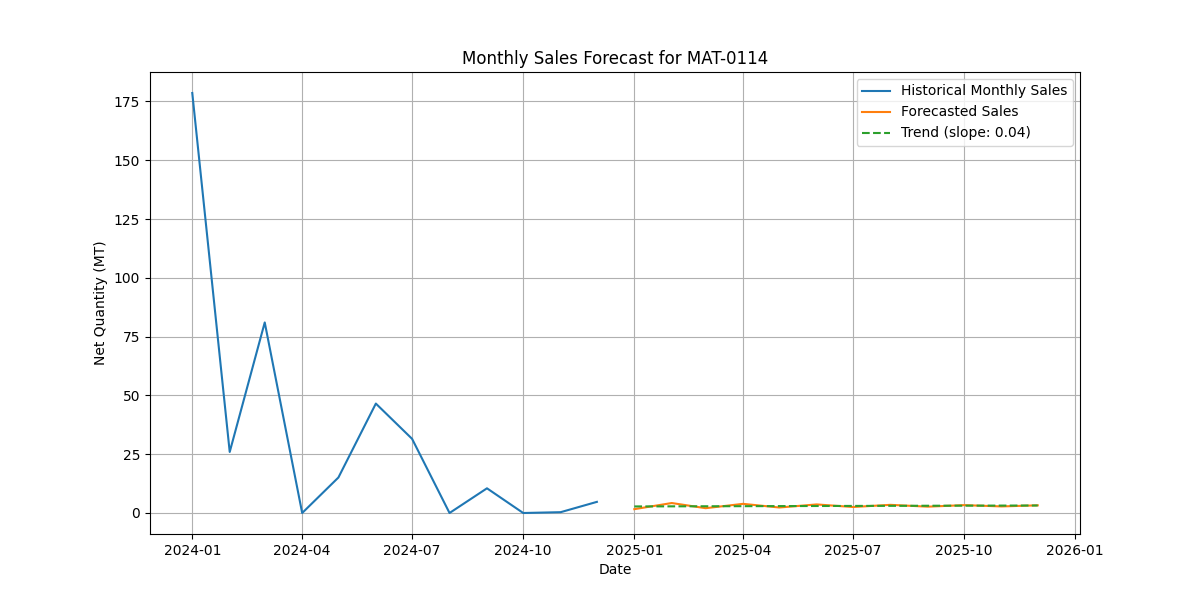 Monthly Sales Forecast for MAT-0114
Historical Monthly Sales
Forecasted Sales
Trend (slope: 0.04)
Net Quantity (MT)
175
150
125
100
75
50
25
0
2024-01
2024-04
2024-07
2024-10
2025-01
2025-04
2025-07
2025-10
2026-01
Date